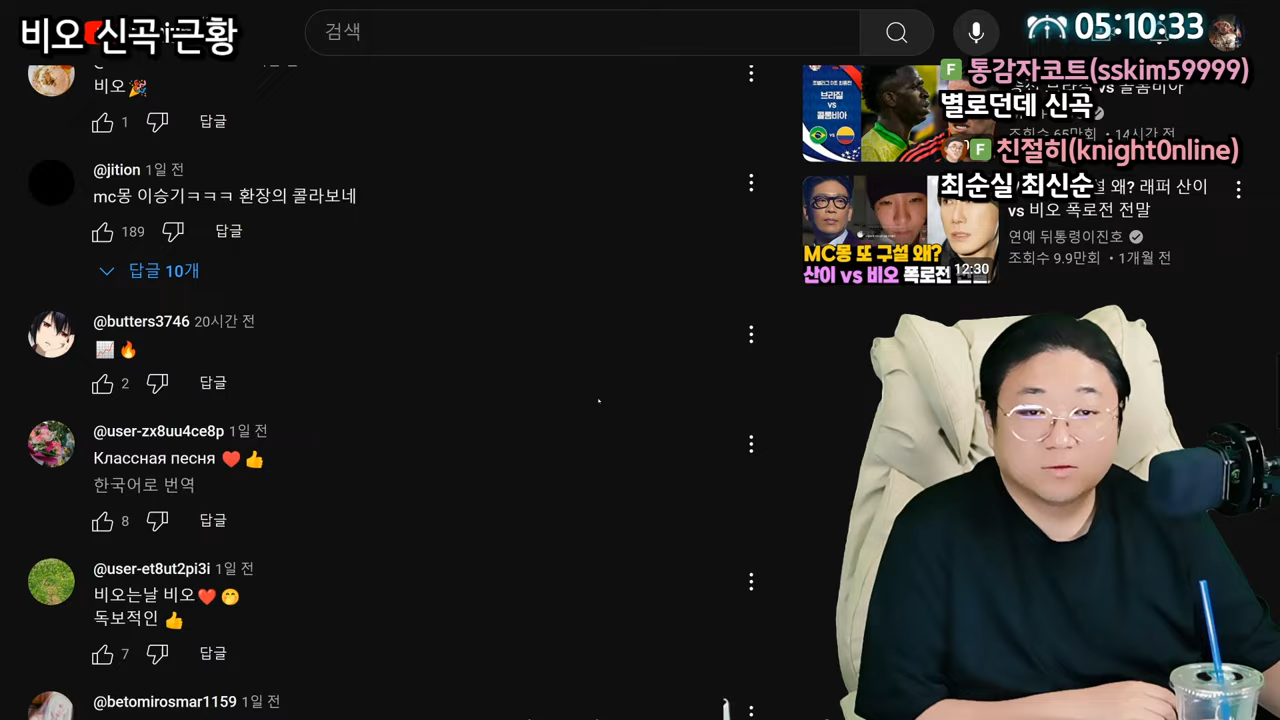 비오 신곡 근황
검색
05:10:33
비오🎉
1
답글
@jition 1일 전
mc몽 이승기ㅋㅋㅋ 환장의 콜라보네
189
답글
답글 10개
@butters3746 20시간 전
📈🔥
2
답글
@user-zx8uu4ce8p 1일 전
Классная песня ❤️👍
한국어로 번역
8
답글
@user-et8ut2pi3i 1일 전
비오는날 비오❤️🤭
독보적인 👍
7
답글
@betomirosmar1159 1일 전
F 통감자코트(sskim59999)
별로던데 신곡
F 친절히(knight0nline)
최순실 최신순
브라질
vs
콜롬비아
vs 콜롬비아
조회수 65만회 • 14시간 전
왜? 래퍼 산이
vs 비오 폭로전 전말
연예 뒤통령이진호
조회수 9.9만회 • 1개월 전
MC몽 또 구설 왜?
산이 vs 비오 폭로전
12:30